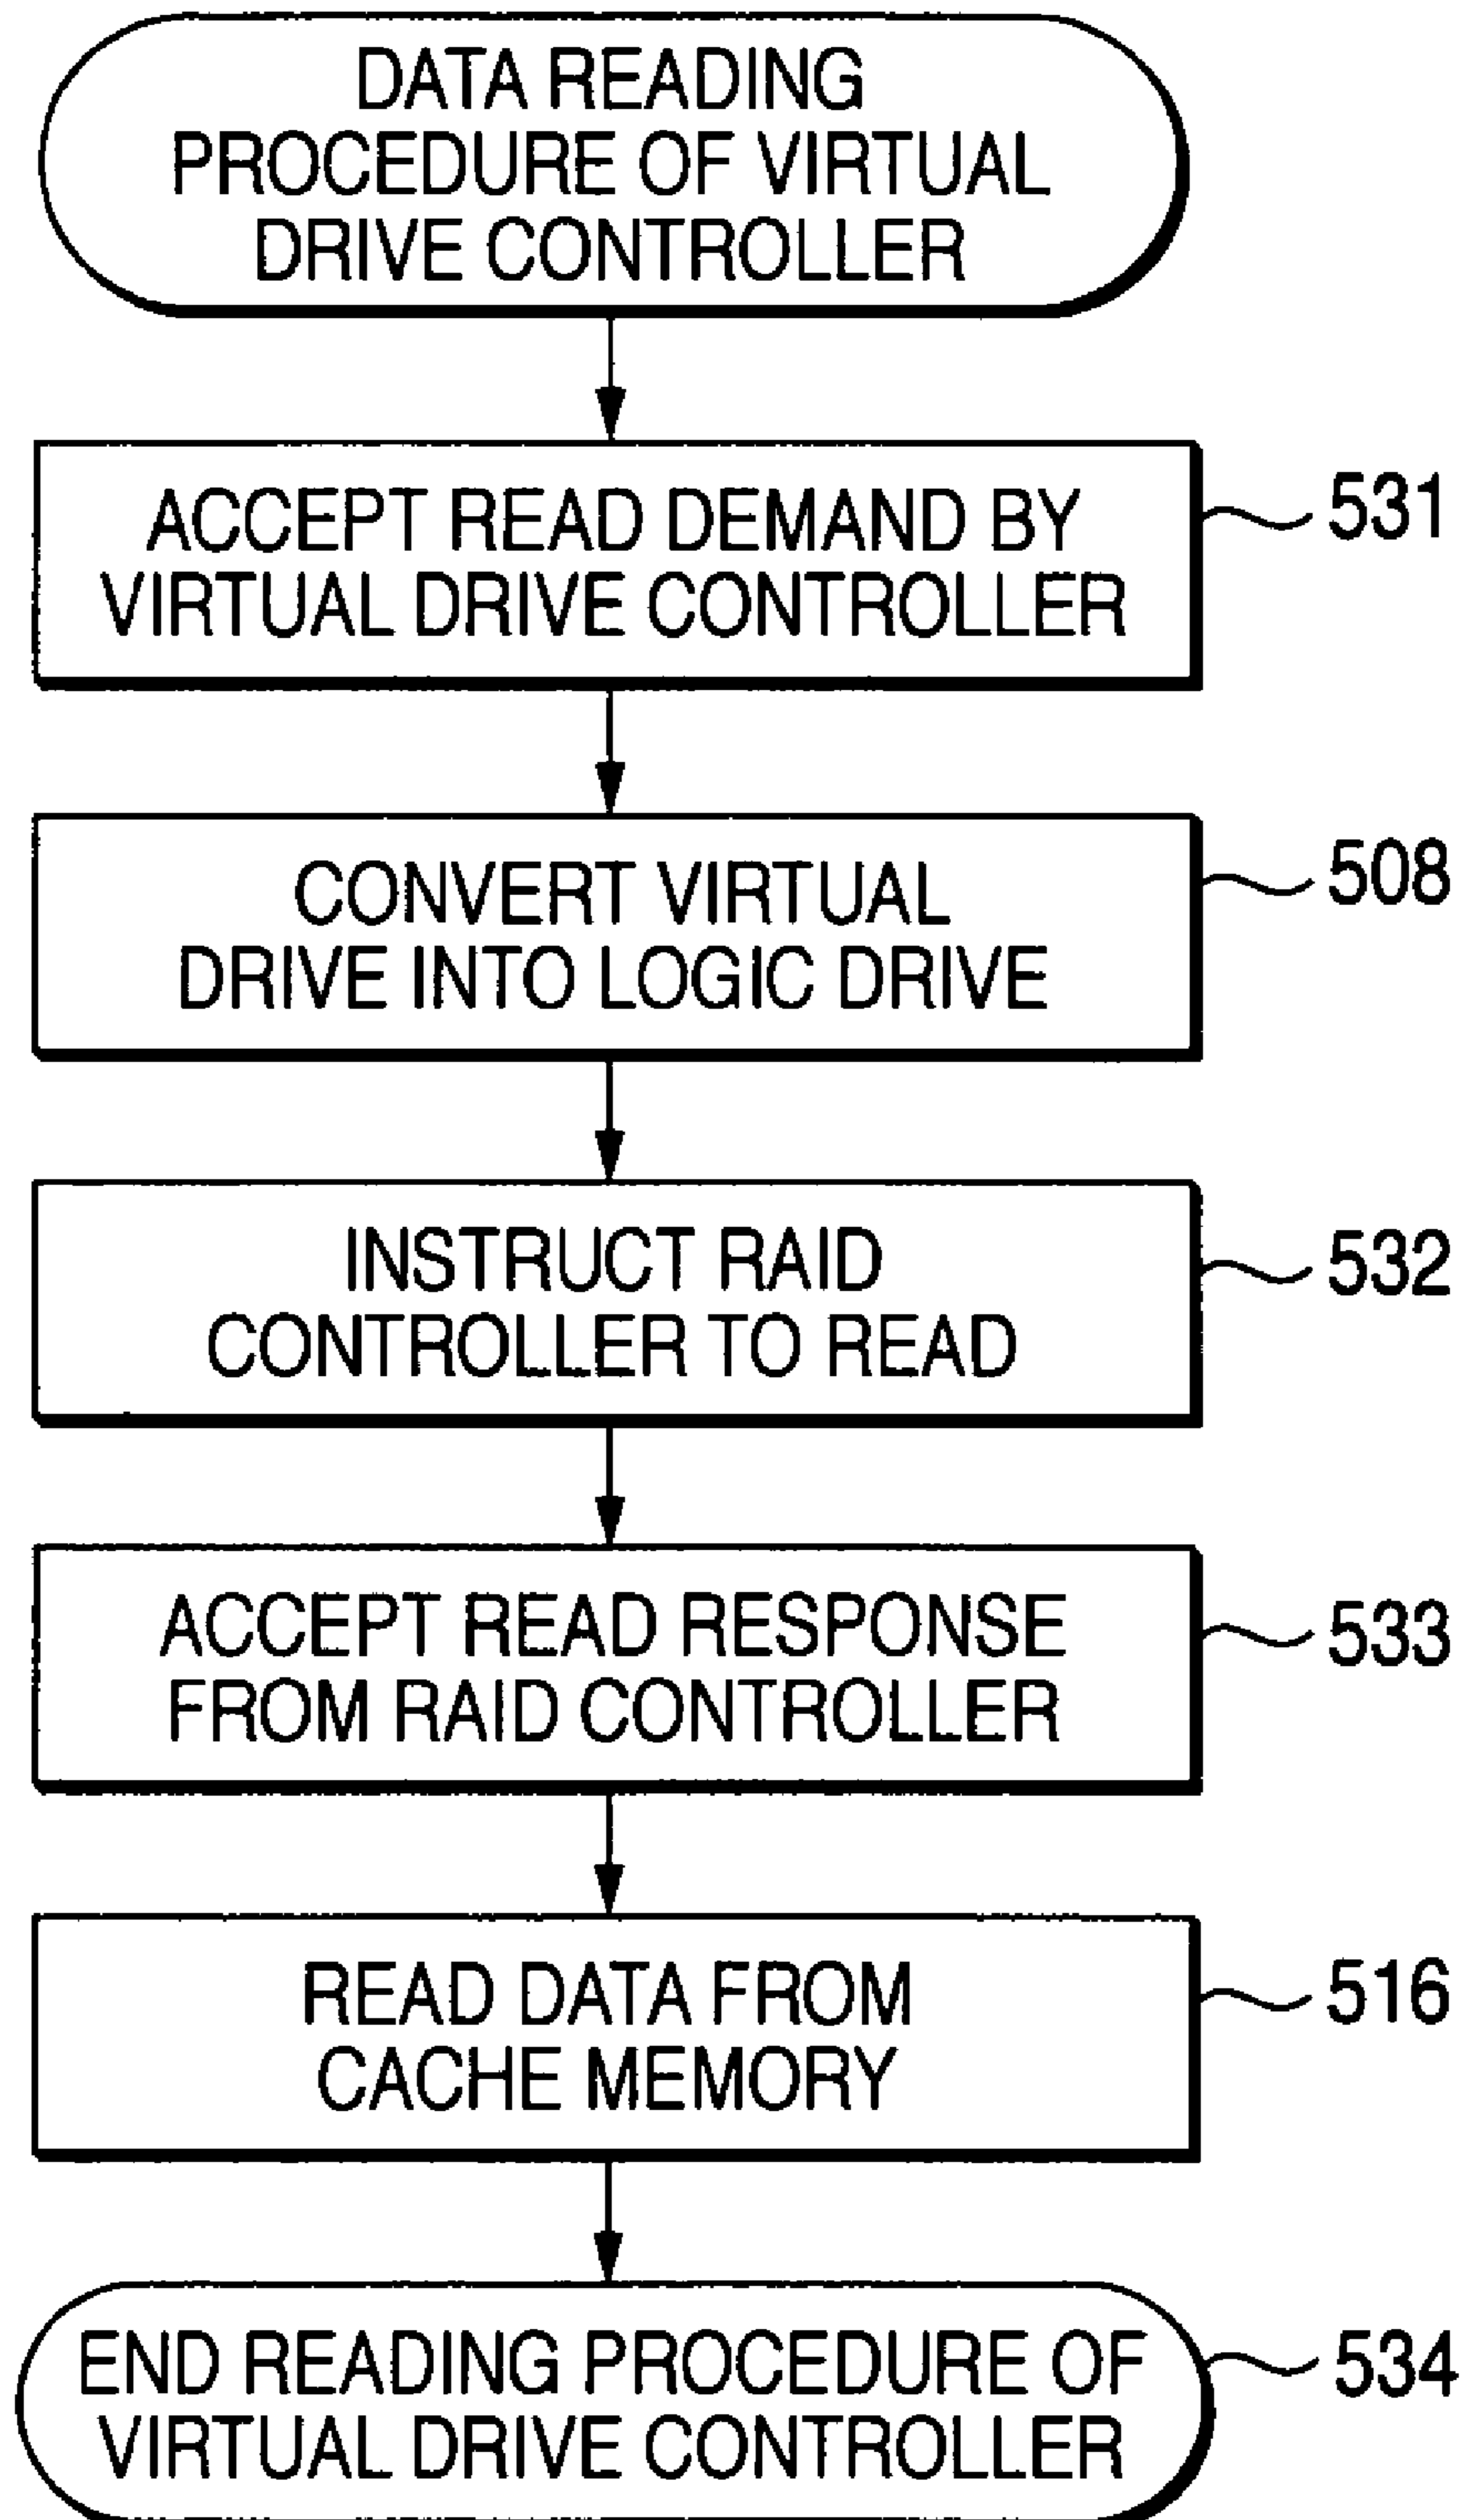 DATA READING
PROCEDURE OF VIRTUAL
DRIVE CONTROLLER
ACCEPT READ DEMAND BY
VIRTUAL DRIVE CONTROLLER
531
CONVERT VIRTUAL
DRIVE INTO LOGIC DRIVE
508
INSTRUCT RAID
CONTROLLER TO READ
532
ACCEPT READ RESPONSE
FROM RAID CONTROLLER
533
READ DATA FROM
CACHE MEMORY
516
END READING PROCEDURE OF
VIRTUAL DRIVE CONTROLLER
534